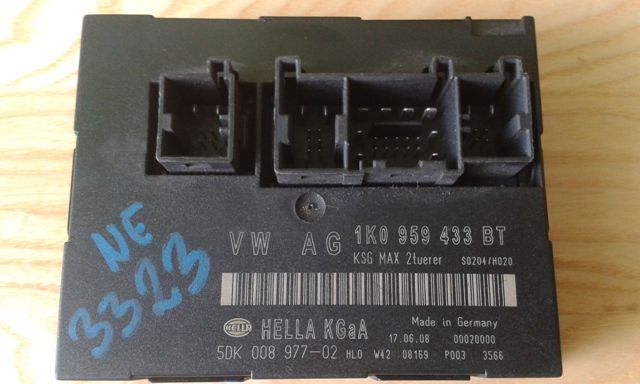 VW AG 1K0 959 433 BT
KSG MAX 2tuerer S0204/H020
NE
3323
HELLA HELLA KGaA Made in Germany
17.06.08 00020000
5DK 008 977-02 HL0 W42 08169 P003 3566